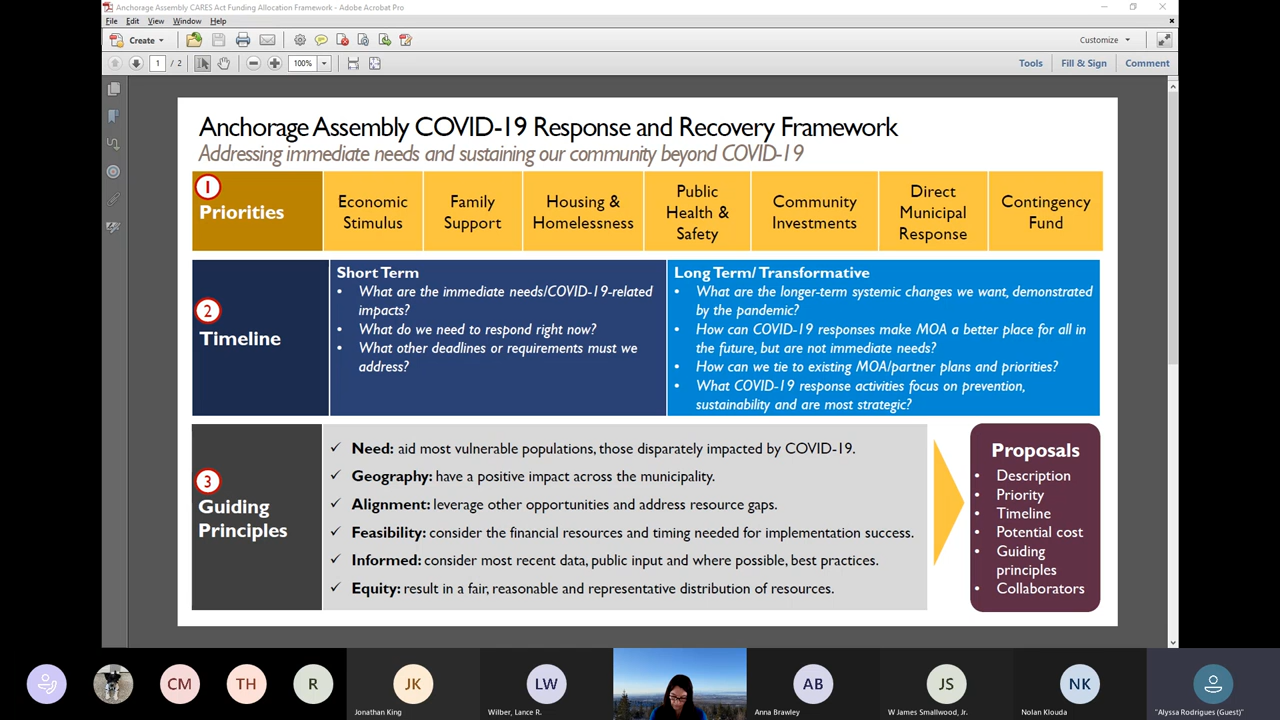 Anchorage Assembly CARES Act Funding Allocation Framework - Adobe Acrobat Pro
File Edit View Window Help
Create
Customize
1 / 2
100%
Tools Fill & Sign Comment
Anchorage Assembly COVID-19 Response and Recovery Framework
Addressing immediate needs and sustaining our community beyond COVID-19
1
Priorities
Economic
Stimulus
Family
Support
Housing &
Homelessness
Public
Health &
Safety
Community
Investments
Direct
Municipal
Response
Contingency
Fund
2
Timeline
Short Term
• What are the immediate needs/COVID-19-related
impacts?
• What do we need to respond right now?
• What other deadlines or requirements must we
address?
Long Term/ Transformative
• What are the longer-term systemic changes we want, demonstrated
by the pandemic?
• How can COVID-19 responses make MOA a better place for all in
the future, but are not immediate needs?
• How can we tie to existing MOA/partner plans and priorities?
• What COVID-19 response activities focus on prevention,
sustainability and are most strategic?
3
Guiding
Principles
✓ Need: aid most vulnerable populations, those disparately impacted by COVID-19.
✓ Geography: have a positive impact across the municipality.
✓ Alignment: leverage other opportunities and address resource gaps.
✓ Feasibility: consider the financial resources and timing needed for implementation success.
✓ Informed: consider most recent data, public input and where possible, best practices.
✓ Equity: result in a fair, reasonable and representative distribution of resources.
Proposals
• Description
• Priority
• Timeline
• Potential cost
• Guiding
principles
• Collaborators
CM
TH
R
JK
Jonathan King
LW
Wilber, Lance R.
AB
Anna Brawley
JS
W James Smallwood, Jr.
NK
Nolan Klouda
"Alyssa Rodrigues (Guest)"